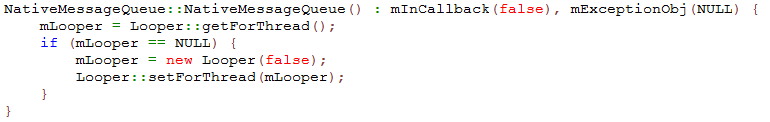 NativeMessageQueue::NativeMessageQueue() : mInCallback(false), mExceptionObj(NULL) {
    mLooper = Looper::getForThread();
    if (mLooper == NULL) {
        mLooper = new Looper(false);
        Looper::setForThread(mLooper);
    }
}